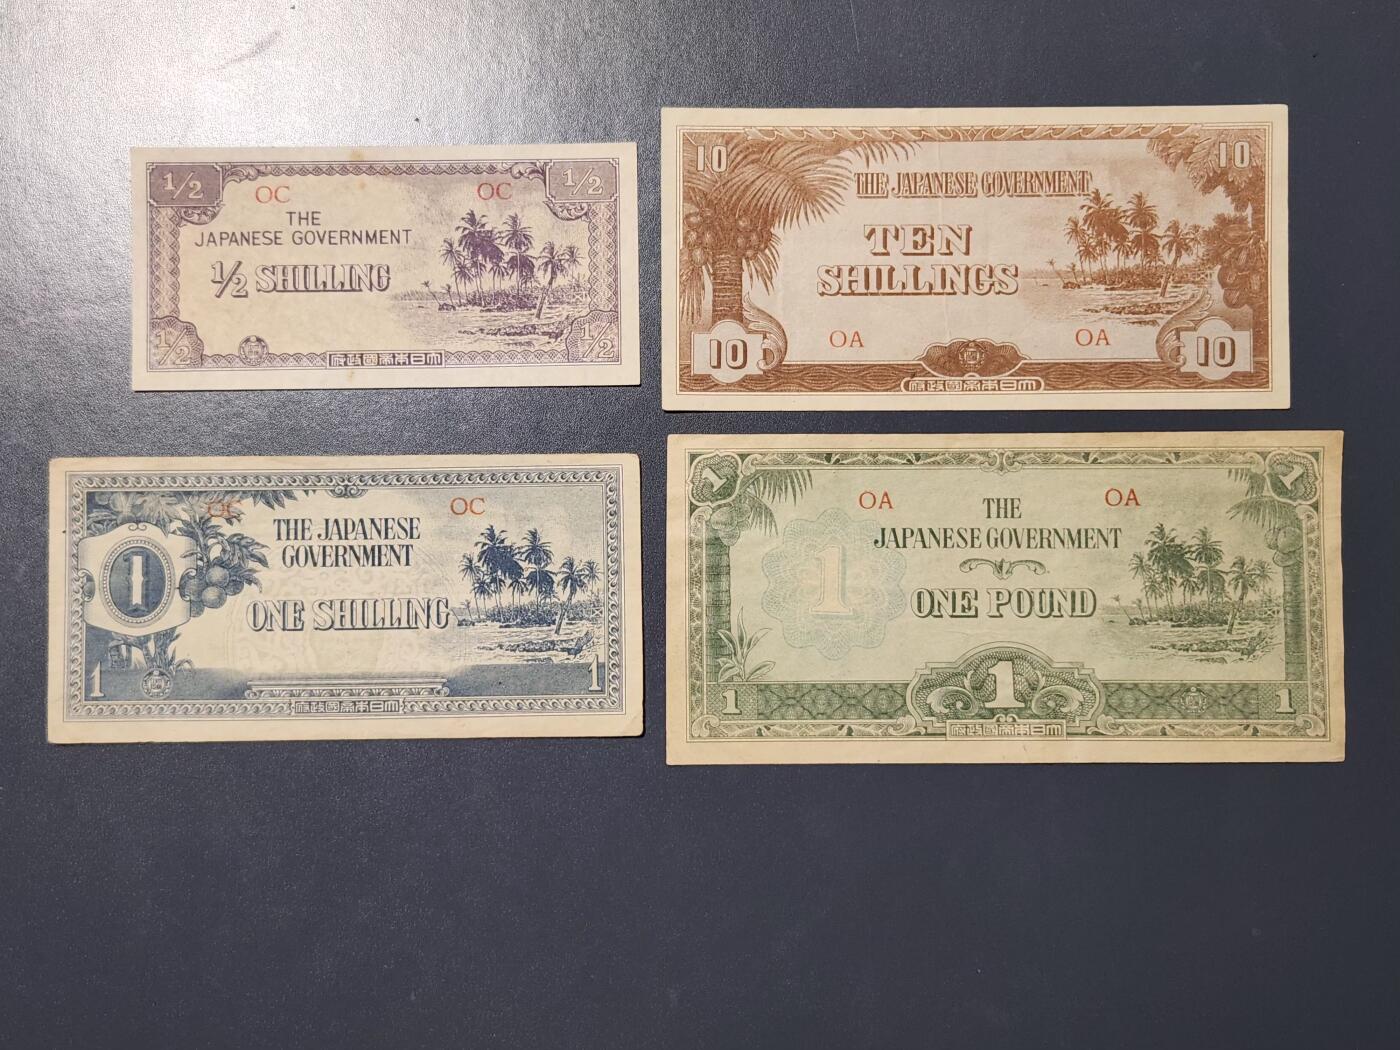 1/2
1/2
OC
OC
THE
JAPANESE GOVERNMENT
1/2 SHILLING
1/2
1/2
府政國帝本日大
10
10
THE JAPANESE GOVERNMENT
TEN
SHILLINGS
OA
OA
10
10
府政國帝本日大
OC
OC
THE JAPANESE
GOVERNMENT
1
ONE SHILLING
1
1
府政國帝本日大
1
1
OA
OA
THE
JAPANESE GOVERNMENT
1
ONE POUND
1
1
1
府政國帝本日大